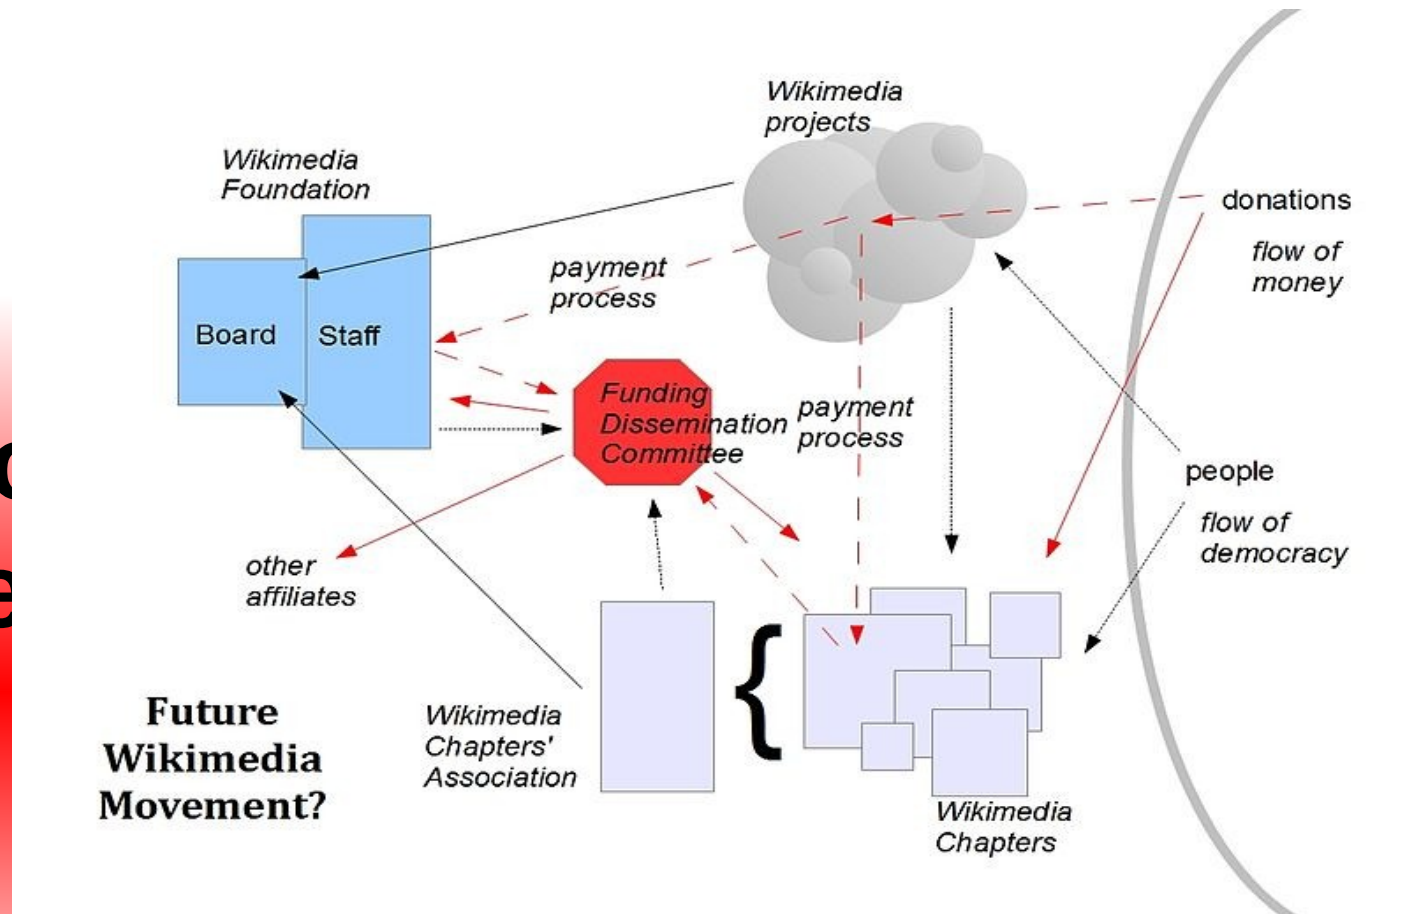 Wikimedia
projects
Wikimedia
Foundation
donations
flow of
money
payment
process
Board
Staff
Funding
Dissemination
Committee
payment
process
people
flow of
democracy
other
affiliates
Future
Wikimedia
Movement?
Wikimedia
Chapters'
Association
{
Wikimedia
Chapters